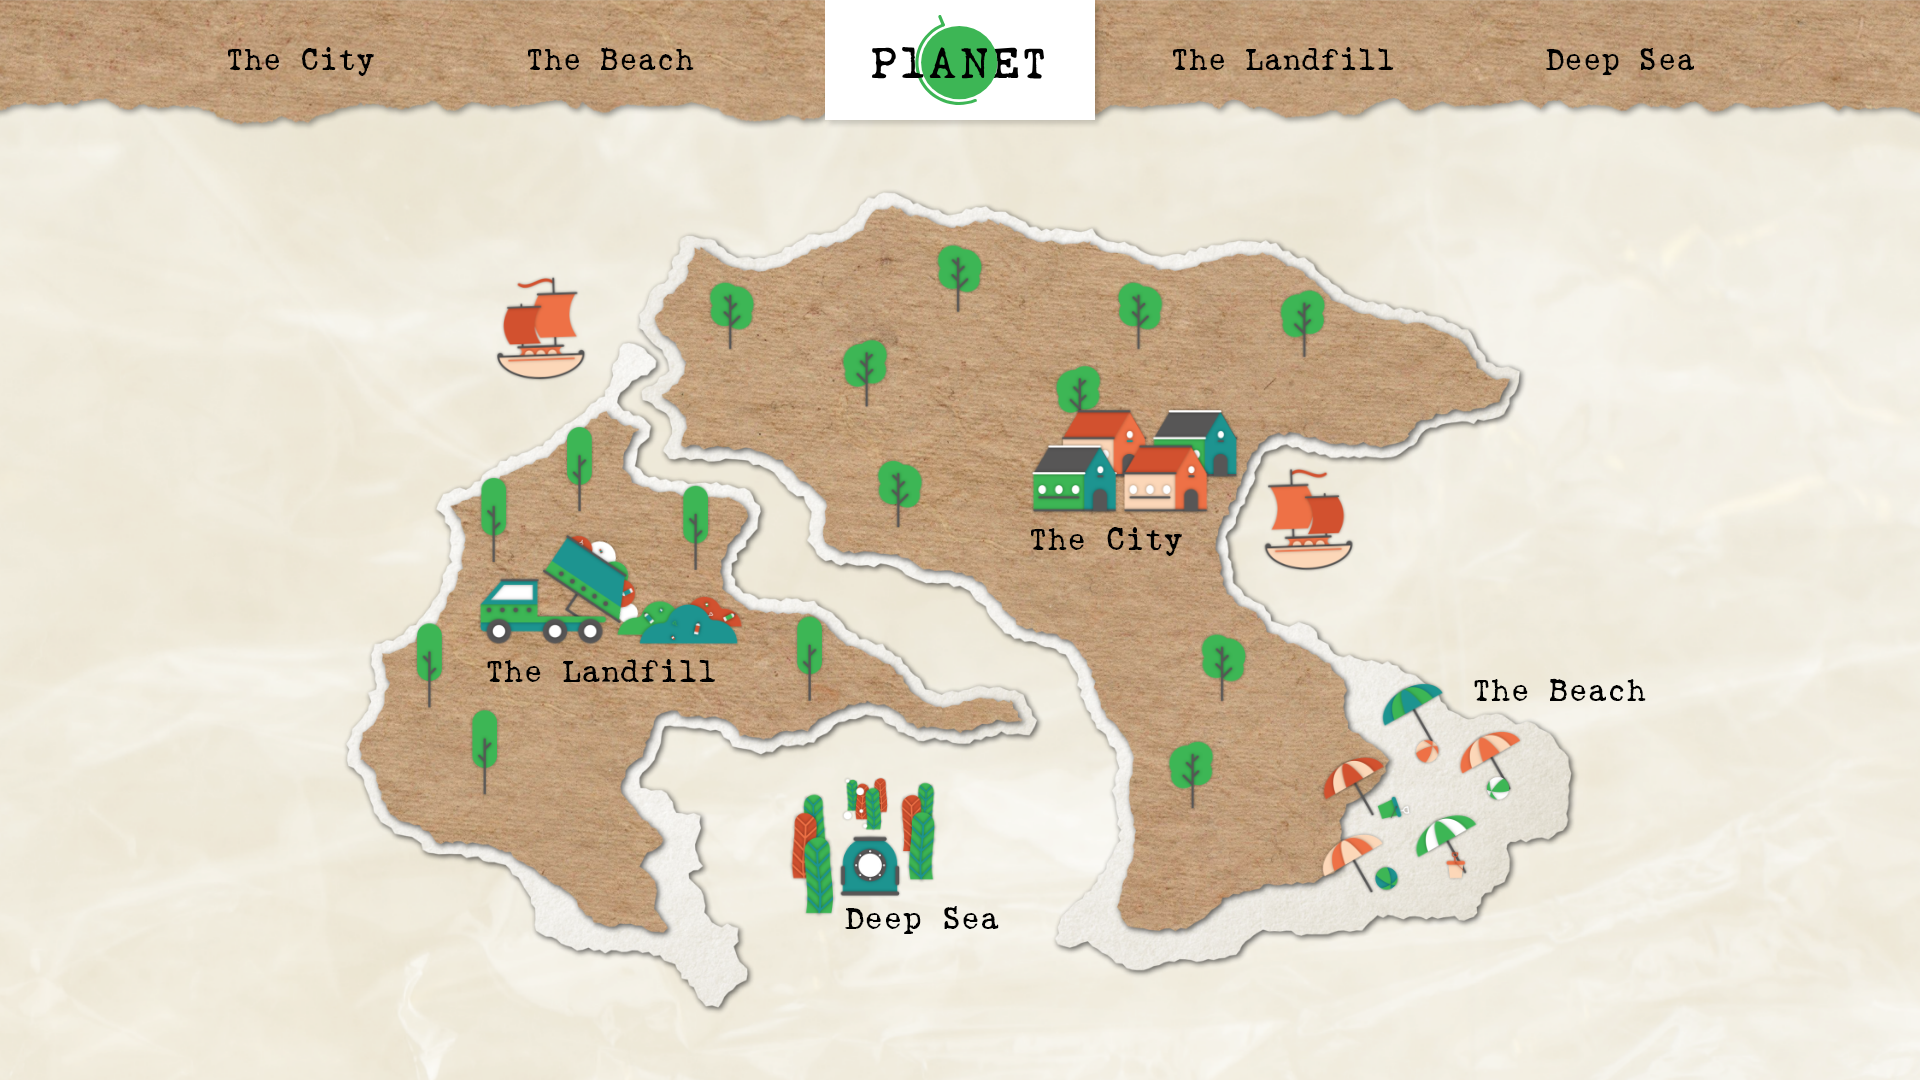 The City
The Beach
PlANET
The Landfill
Deep Sea
The City
The Landfill
The Beach
Deep Sea